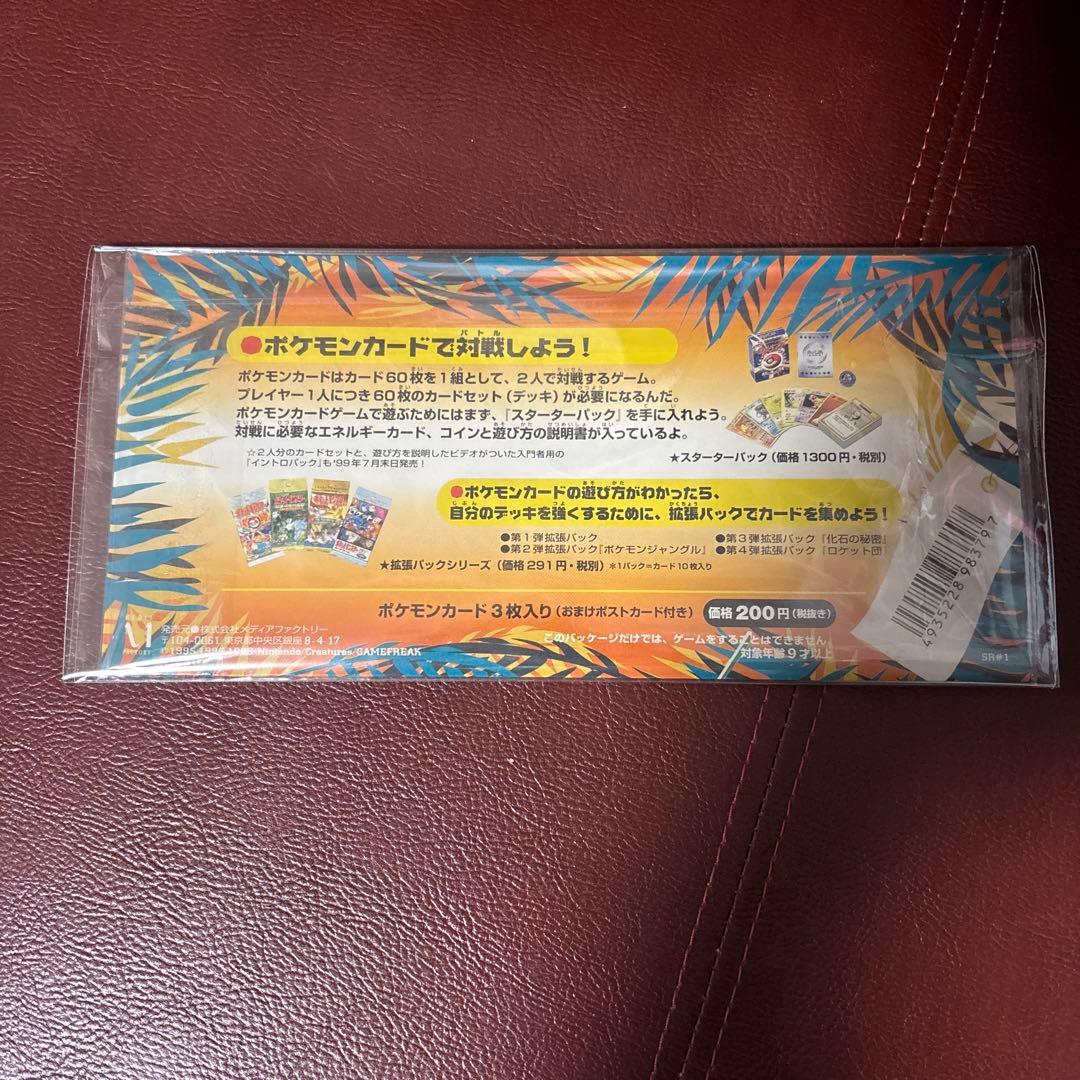 ●ポケモンカードで対戦しよう！
バトル
ポケモンカードはカード60枚を1組として、2人で対戦するゲーム。
プレイヤー1人につき60枚のカードセット（デッキ）が必要になるんだ。
ポケモンカードゲームで遊ぶためにはまず、『スターターパック』を手に入れよう。
対戦に必要なエネルギーカード、コインと遊び方の説明書が入っているよ。
☆2人分のカードセットと、遊び方を説明したビデオがついた入門者用の
『イントロパック』も'99年7月末日発売！
★スターターパック（価格1300円・税別）
●ポケモンカードの遊び方がわかったら、
自分のデッキを強くするために、拡張パックでカードを集めよう！
●第1弾拡張パック
●第2弾拡張パック『ポケモンジャングル』
●第3弾拡張パック『化石の秘密』
●第4弾拡張パック『ロケット団』
★拡張パックシリーズ（価格291円・税別）＊1パック＝カード10枚入り
ポケモンカード3枚入り（おまけポストカード付き） 価格200円（税抜き）
このパッケージだけでは、ゲームをすることはできません。
対象年齢9才以上
発売元●株式会社メディアファクトリー
〒104-0061 東京都中央区銀座8-4-17
©1995,1996,1998 Nintendo/Creatures/GAMEFREAK
4935228983797
SR#1